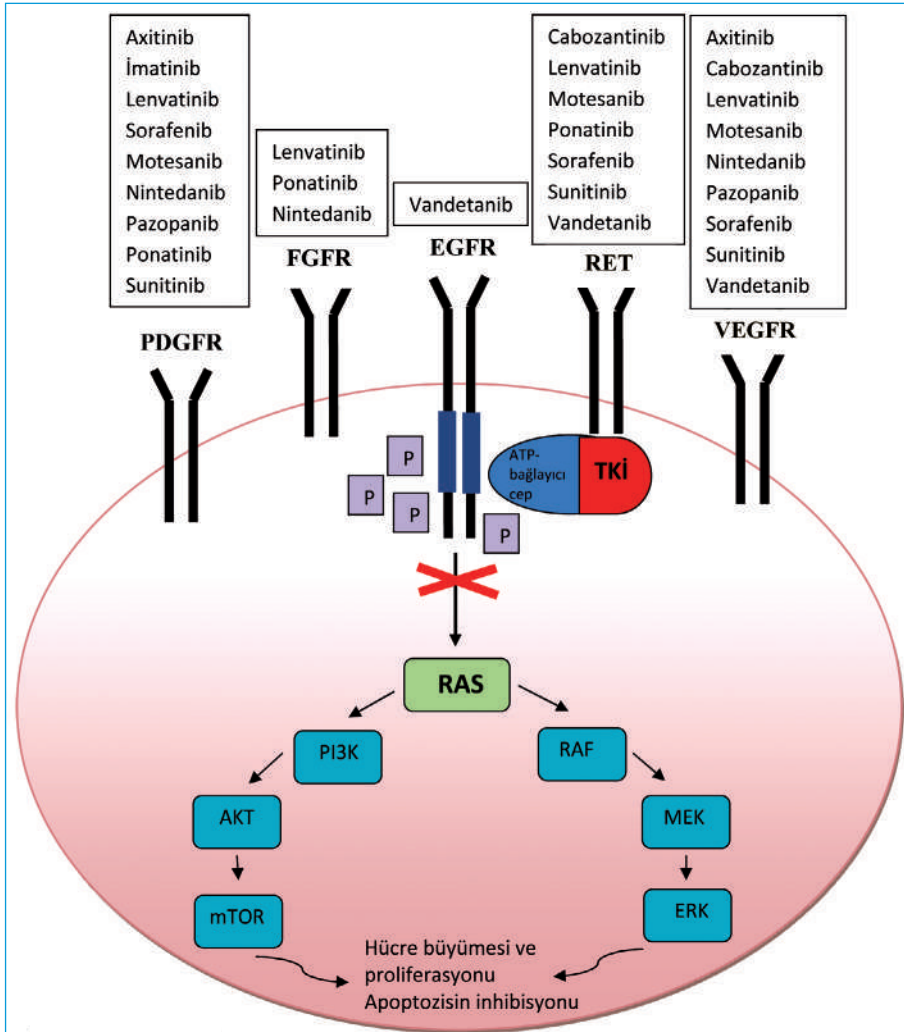 Axitinib
İmatinib
Lenvatinib
Sorafenib
Motesanib
Nintedanib
Pazopanib
Ponatinib
Sunitinib
PDGFR
Lenvatinib
Ponatinib
Nintedanib
FGFR
Vandetanib
EGFR
Cabozantinib
Lenvatinib
Motesanib
Ponatinib
Sorafenib
Sunitinib
Vandetanib
RET
Axitinib
Cabozantinib
Lenvatinib
Motesanib
Nintedanib
Pazopanib
Sorafenib
Sunitinib
Vandetanib
VEGFR
P
P
P
P
ATP-
bağlayıcı
cep
TKİ
RAS
PI3K
AKT
mTOR
RAF
MEK
ERK
Hücre büyümesi ve
proliferasyonu
Apoptozisin inhibisyonu